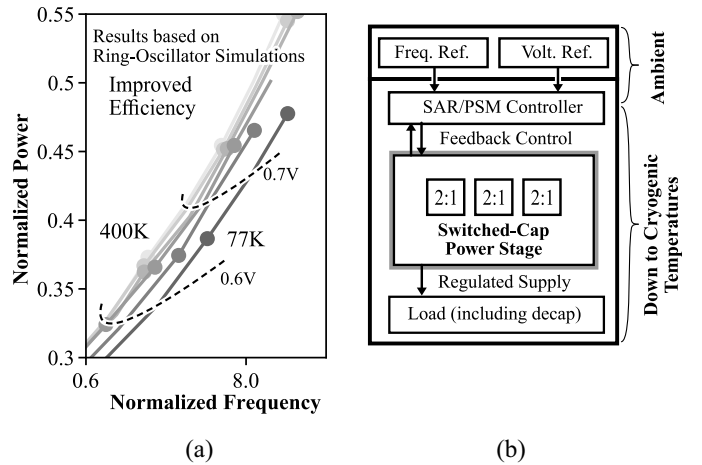 0.55
0.5
0.45
0.4
0.35
0.3
0.6
8.0
Normalized Power
Normalized Frequency
Results based on
Ring-Oscillator Simulations
Improved
Efficiency
0.7V
400K
77K
0.6V
(a)
Freq. Ref.
Volt. Ref.
SAR/PSM Controller
Feedback Control
2:1
2:1
2:1
Switched-Cap
Power Stage
Regulated Supply
Load (including decap)
Ambient
Down to Cryogenic
Temperatures
(b)